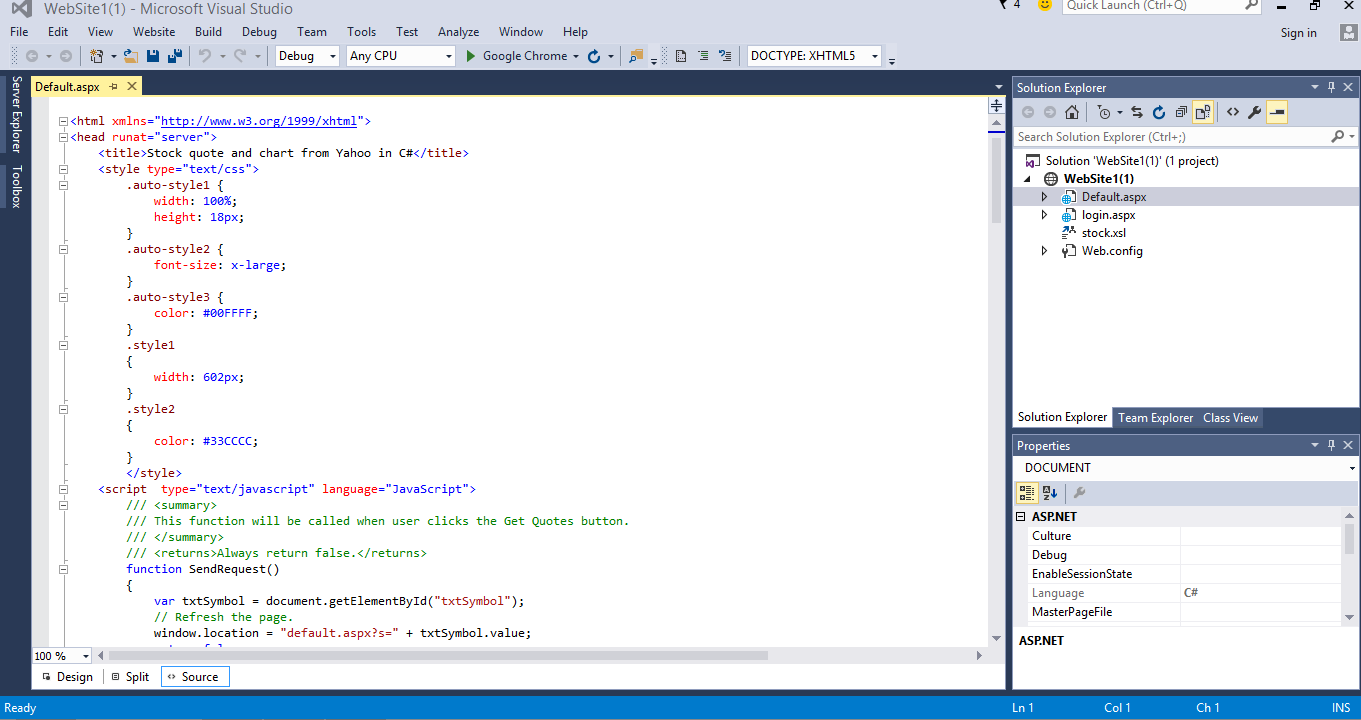 WebSite1(1) - Microsoft Visual Studio
4
Quick Launch (Ctrl+Q)
File Edit View Website Build Debug Team Tools Test Analyze Window Help
Sign in
Debug Any CPU Google Chrome DOCTYPE: XHTML5
Server Explorer
Toolbox
Default.aspx
<html xmlns="http://www.w3.org/1999/xhtml">
<head runat="server">
<title>Stock quote and chart from Yahoo in C#</title>
<style type="text/css">
.auto-style1 {
width: 100%;
height: 18px;
}
.auto-style2 {
font-size: x-large;
}
.auto-style3 {
color: #00FFFF;
}
.style1
{
width: 602px;
}
.style2
{
color: #33CCCC;
}
</style>
<script  type="text/javascript" language="JavaScript">
/// <summary>
/// This function will be called when user clicks the Get Quotes button.
/// </summary>
/// <returns>Always return false.</returns>
function SendRequest()
{
var txtSymbol = document.getElementById("txtSymbol");
// Refresh the page.
window.location = "default.aspx?s=" + txtSymbol.value;
100 %
Design Split Source
Solution Explorer
Search Solution Explorer (Ctrl+;)
Solution 'WebSite1(1)' (1 project)
WebSite1(1)
Default.aspx
login.aspx
stock.xsl
Web.config
Solution Explorer Team Explorer Class View
Properties
DOCUMENT
ASP.NET
Culture
Debug
EnableSessionState
Language C#
MasterPageFile
ASP.NET
Ready
Ln 1 Col 1 Ch 1 INS